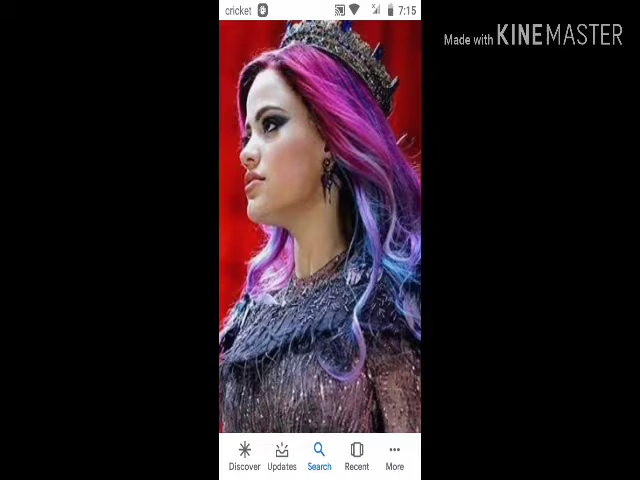 cricket 7:15
Made with KINEMASTER
Discover Updates Search Recent More